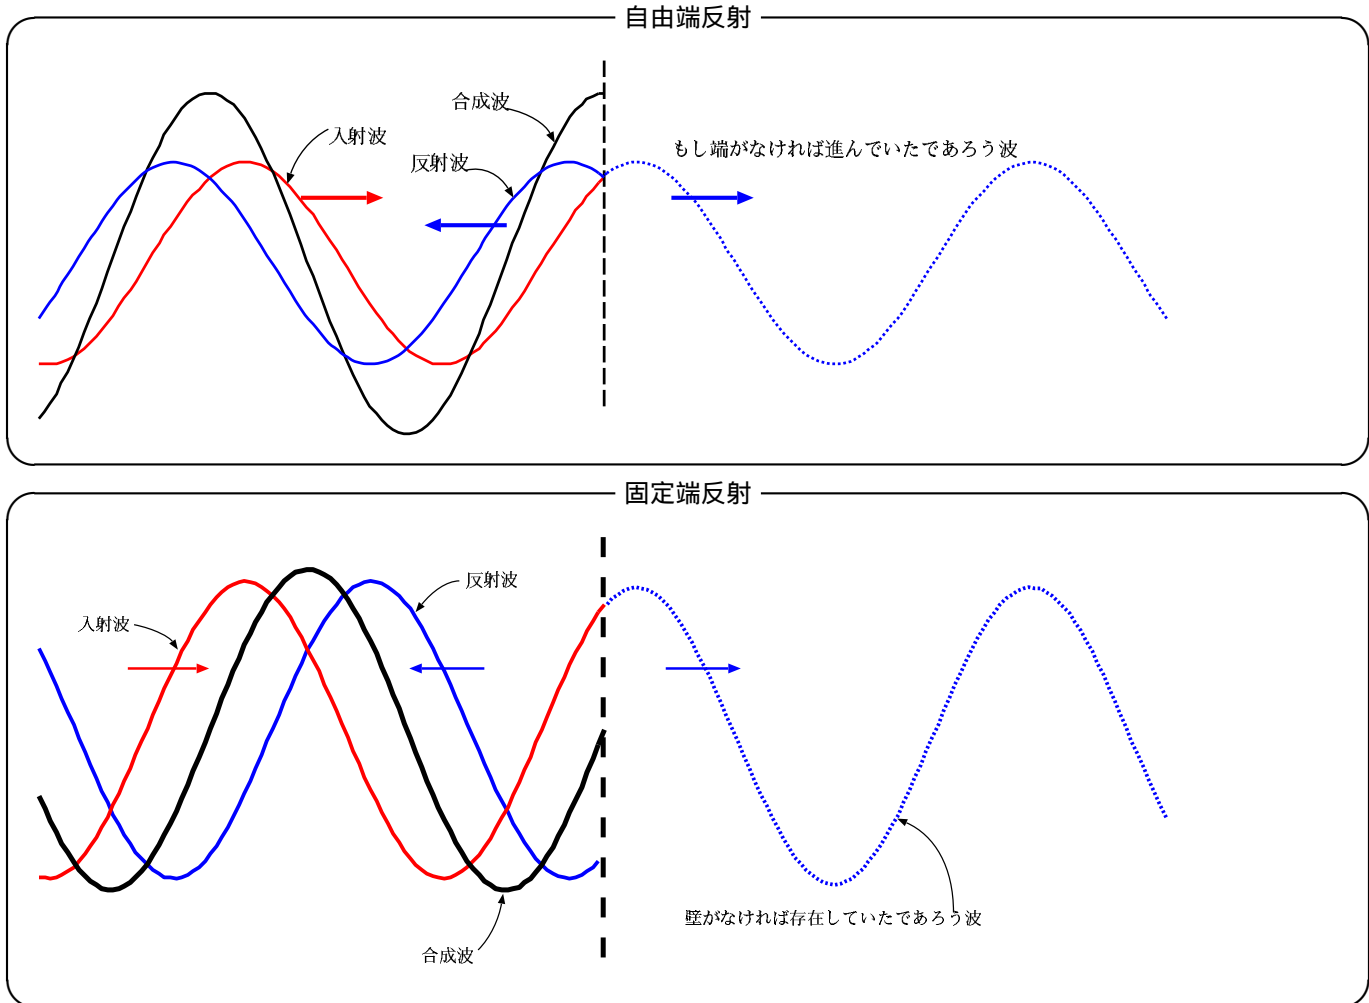 自由端反射
合成波
入射波
反射波
もし端がなければ進んでいたであろう波
固定端反射
反射波
入射波
壁がなければ存在していたであろう波
合成波